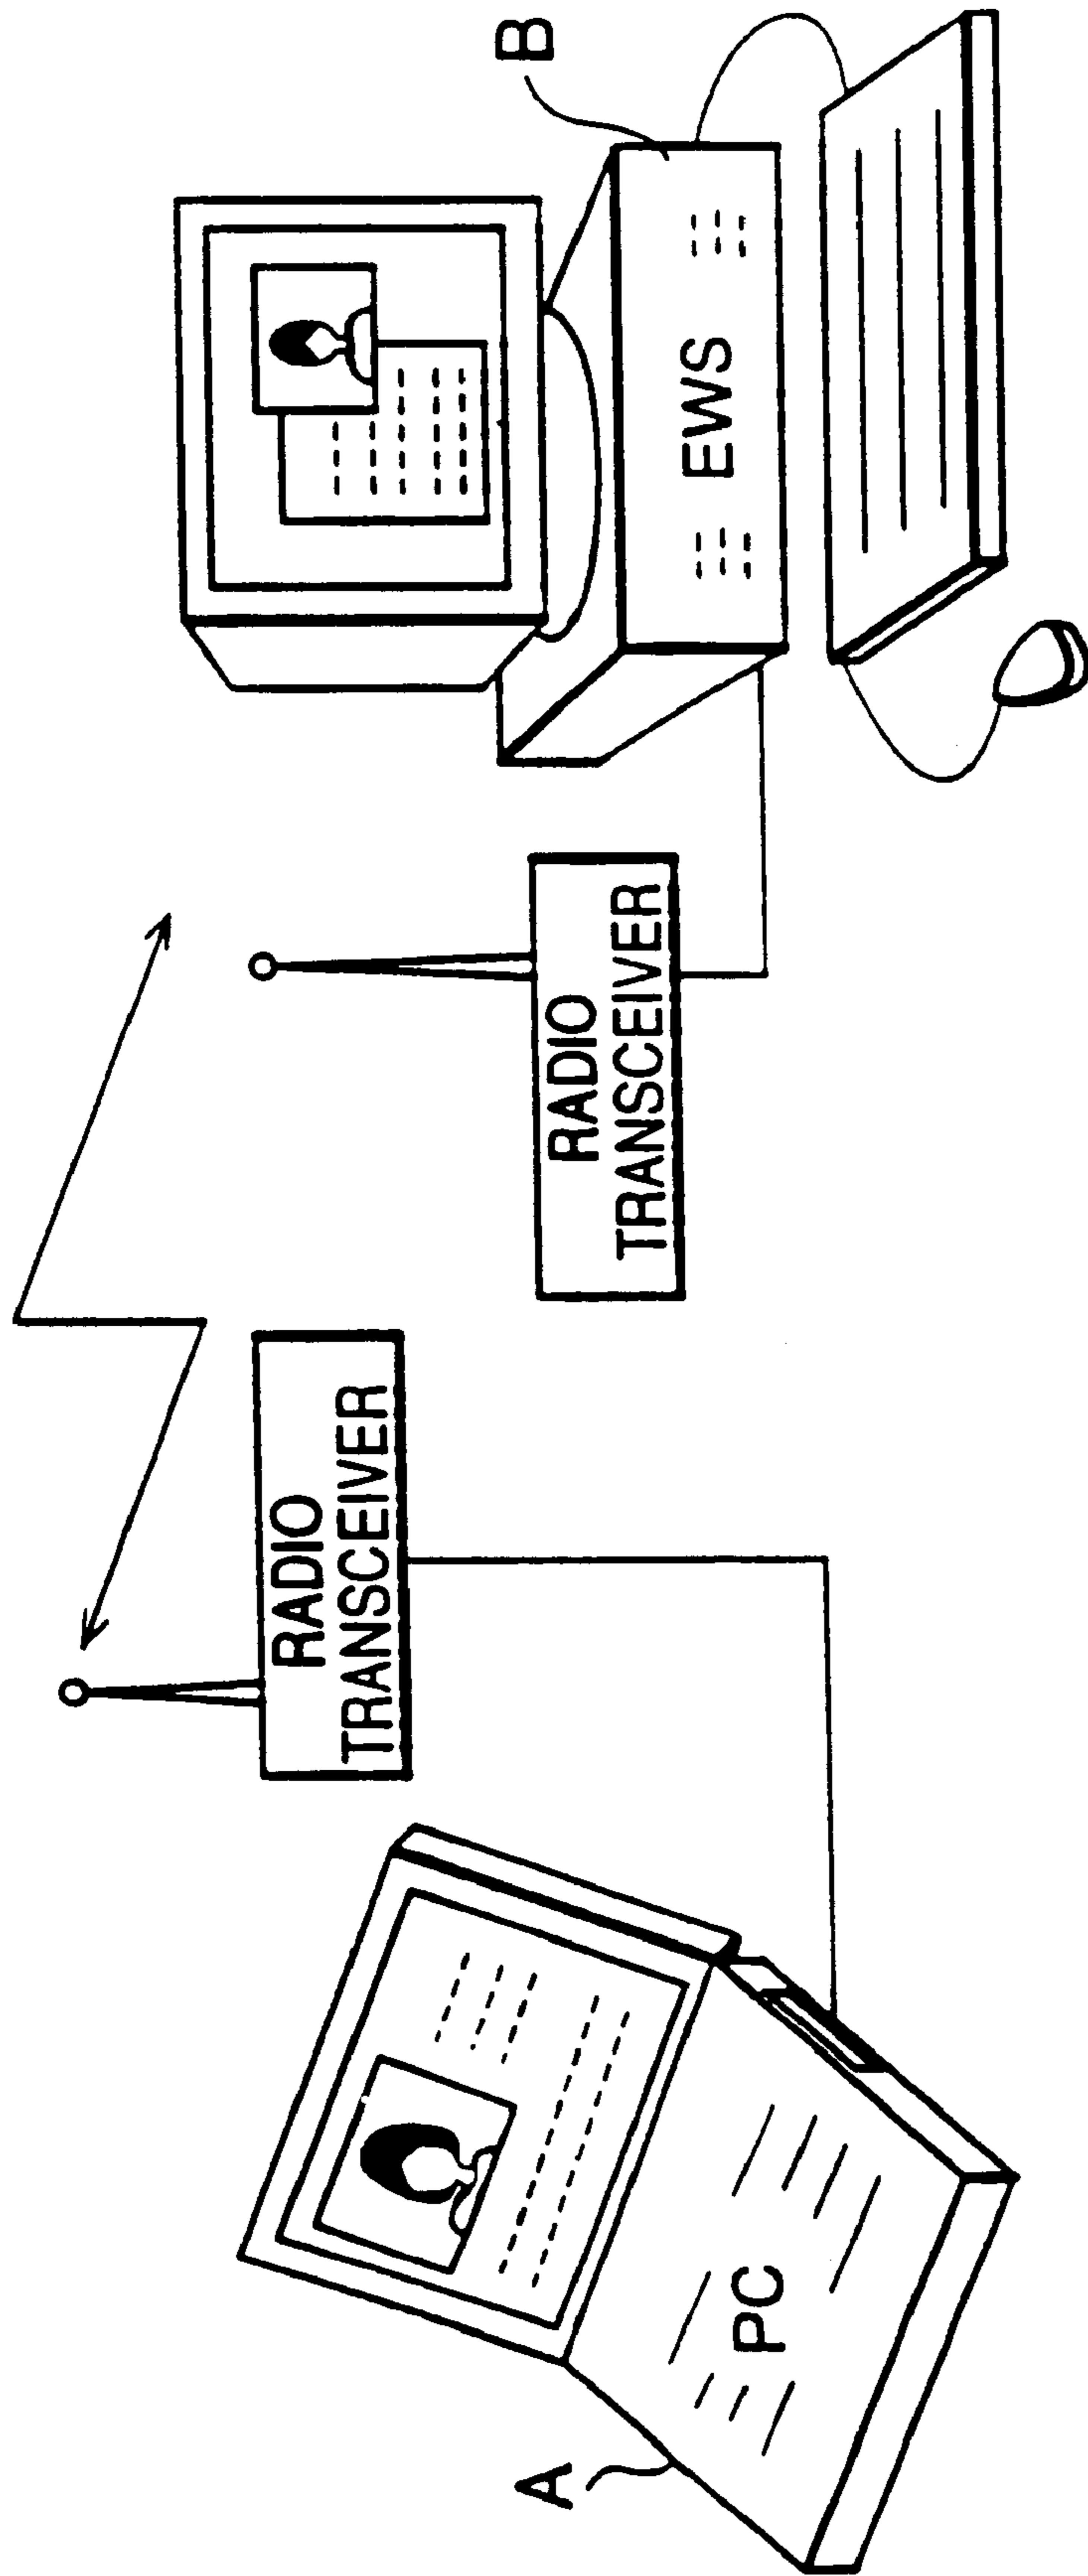 A
PC
RADIO
TRANSCEIVER
RADIO
TRANSCEIVER
B
EWS